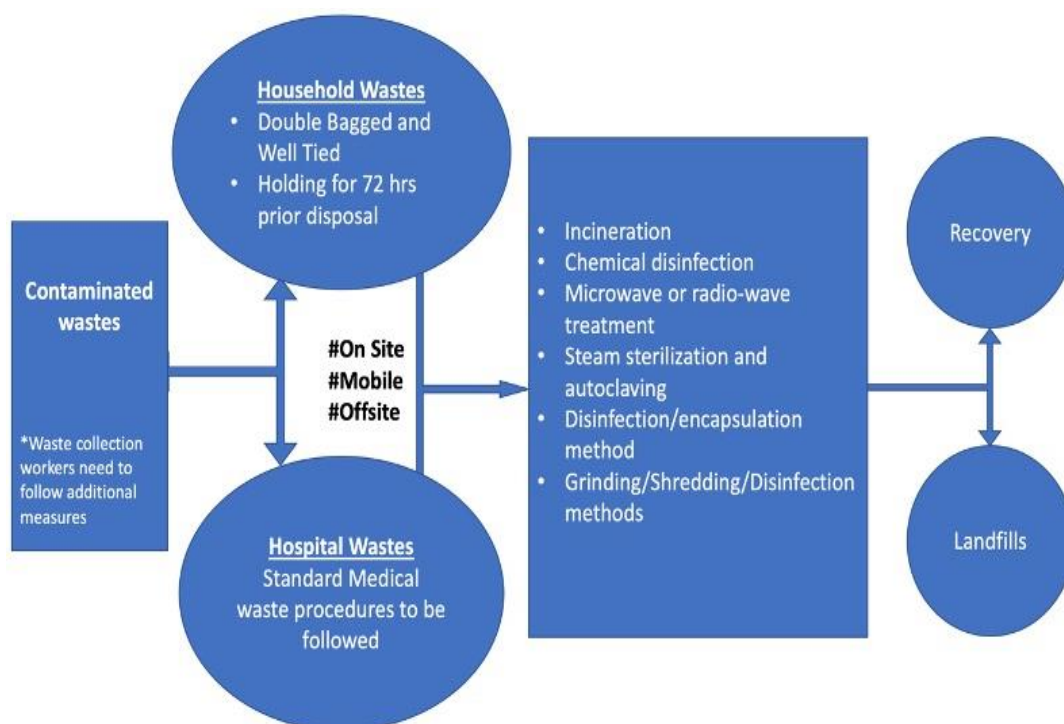 Contaminated
wastes
*Waste collection
workers need to
follow additional
measures
Household Wastes
• Double Bagged and
Well Tied
• Holding for 72 hrs
prior disposal
#On Site
#Mobile
#Offsite
Hospital Wastes
Standard Medical
waste procedures to be
followed
• Incineration
• Chemical disinfection
• Microwave or radio-wave
treatment
• Steam sterilization and
autoclaving
• Disinfection/encapsulation
method
• Grinding/Shredding/Disinfection
methods
Recovery
Landfills